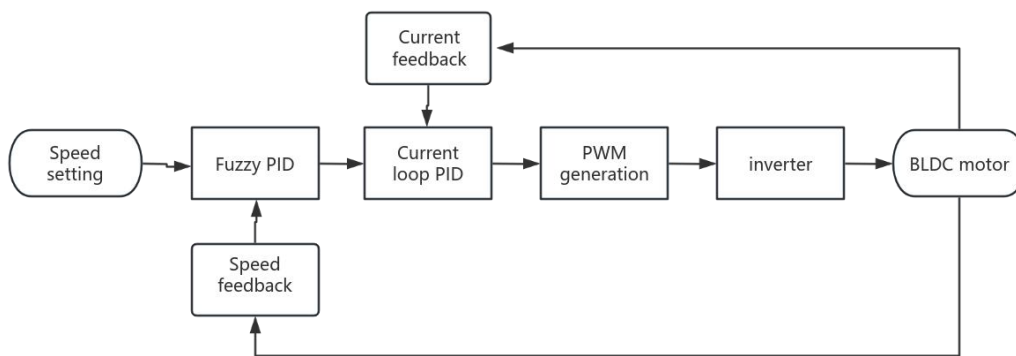 Current
feedback
Speed
setting
Fuzzy PID
Current
loop PID
PWM
generation
inverter
BLDC motor
Speed
feedback